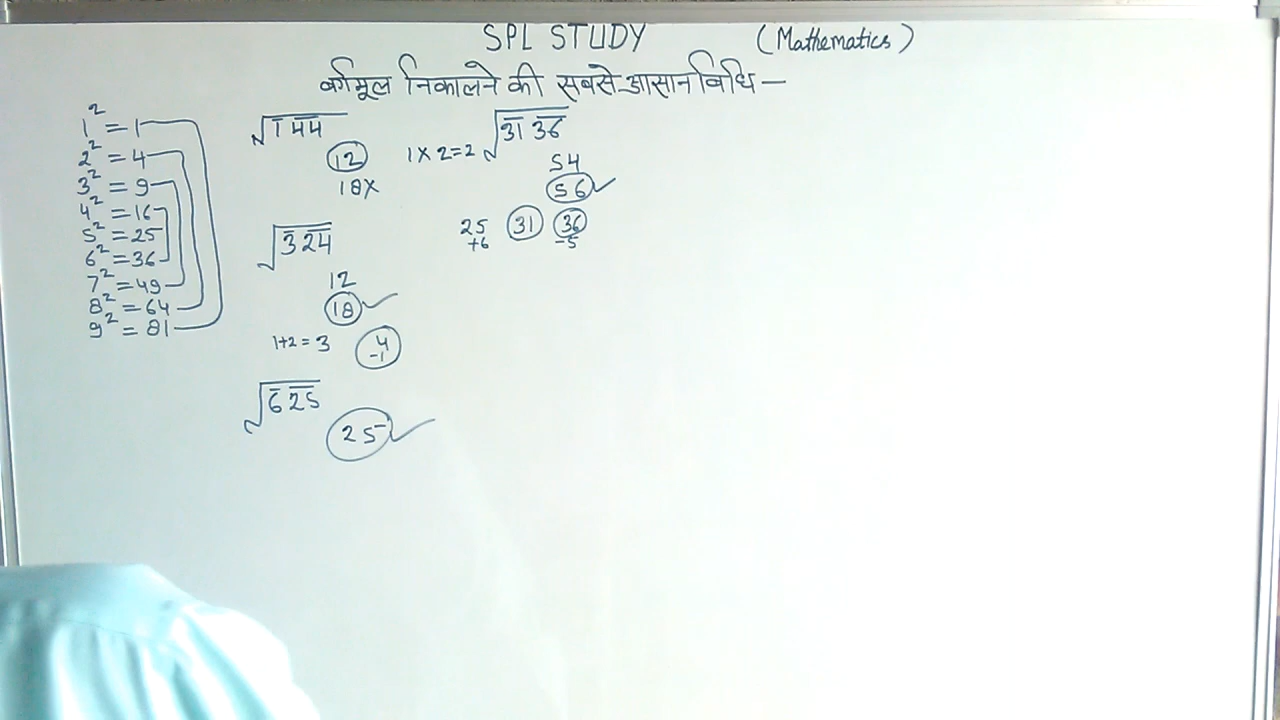 SPL STUDY (Mathematics)
वर्गमूल निकालने की सबसे आसान विधि —
1² = 1
2² = 4
3² = 9
4² = 16
5² = 25
6² = 36
7² = 49
8² = 64
9² = 81
√144
12
18×
√324
12
18 ✓
1+2=3 4
-1
√625
25 ✓
1×2=2 √3136
54
56 ✓
25 31 36
+6 -5